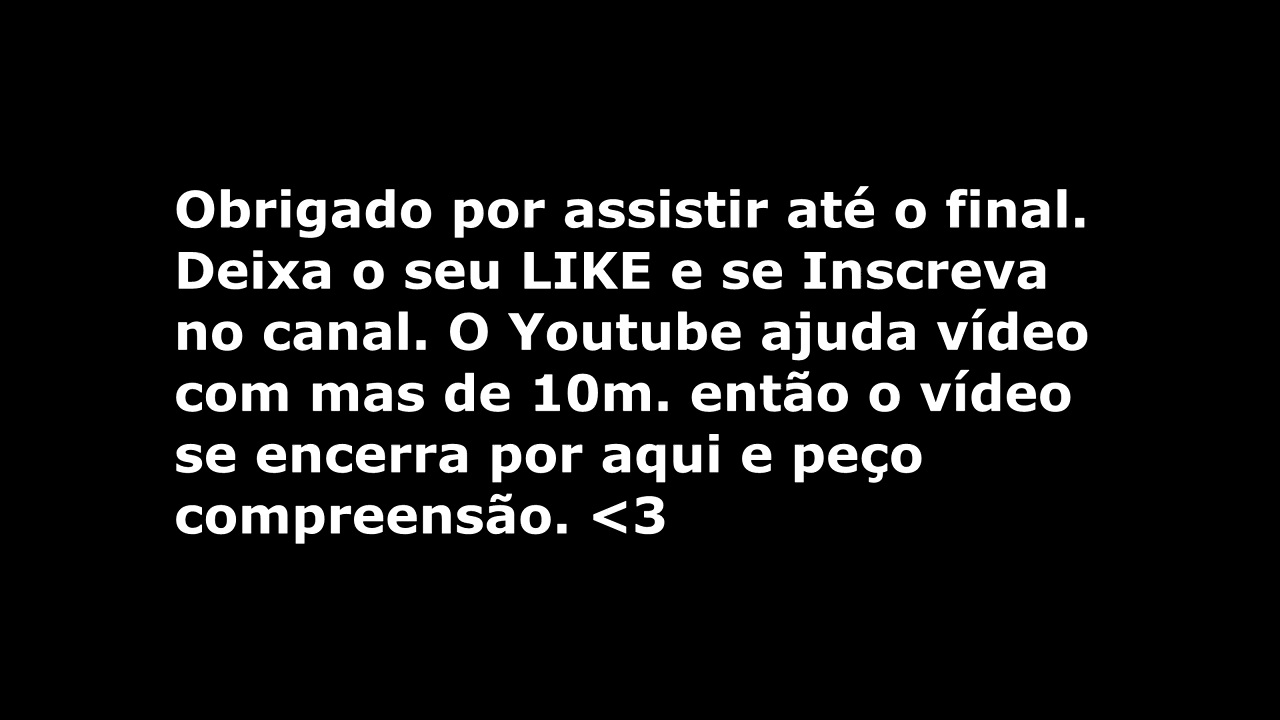 Obrigado por assistir até o final.
Deixa o seu LIKE e se Inscreva
no canal. O Youtube ajuda vídeo
com mas de 10m. então o vídeo
se encerra por aqui e peço
compreensão. <3